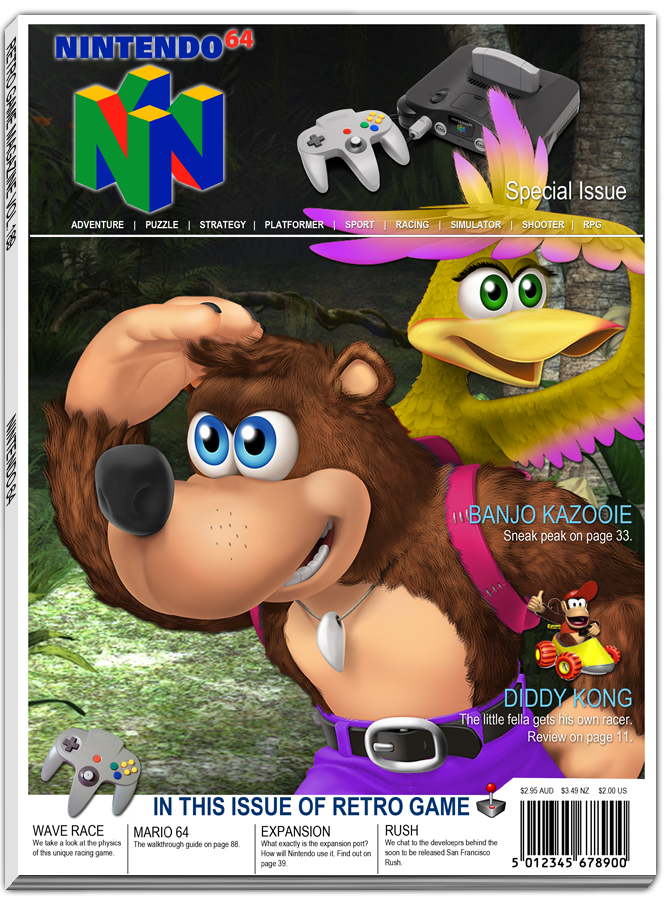 NINTENDO 64
Special Issue
ADVENTURE | PUZZLE | STRATEGY | PLATFORMER | SPORT | RACING | SIMULATOR | SHOOTER | RPG
BANJO KAZOOIE
Sneak peak on page 33.
DIDDY KONG
The little fella gets his own racer.
Review on page 11.
IN THIS ISSUE OF RETRO GAME
$2.95 AUD $3.49 NZ $2.00 US
WAVE RACE
We take a look at the physics
of this unique racing game.
MARIO 64
The walkthrough guide on page 88.
EXPANSION
What exactly is the expansion port?
How will Nintendo use it. Find out on
page 39.
RUSH
We chat to the develoeprs behind the
soon to be released San Francisco
Rush.
5 012345 678900
NINTENDO 64